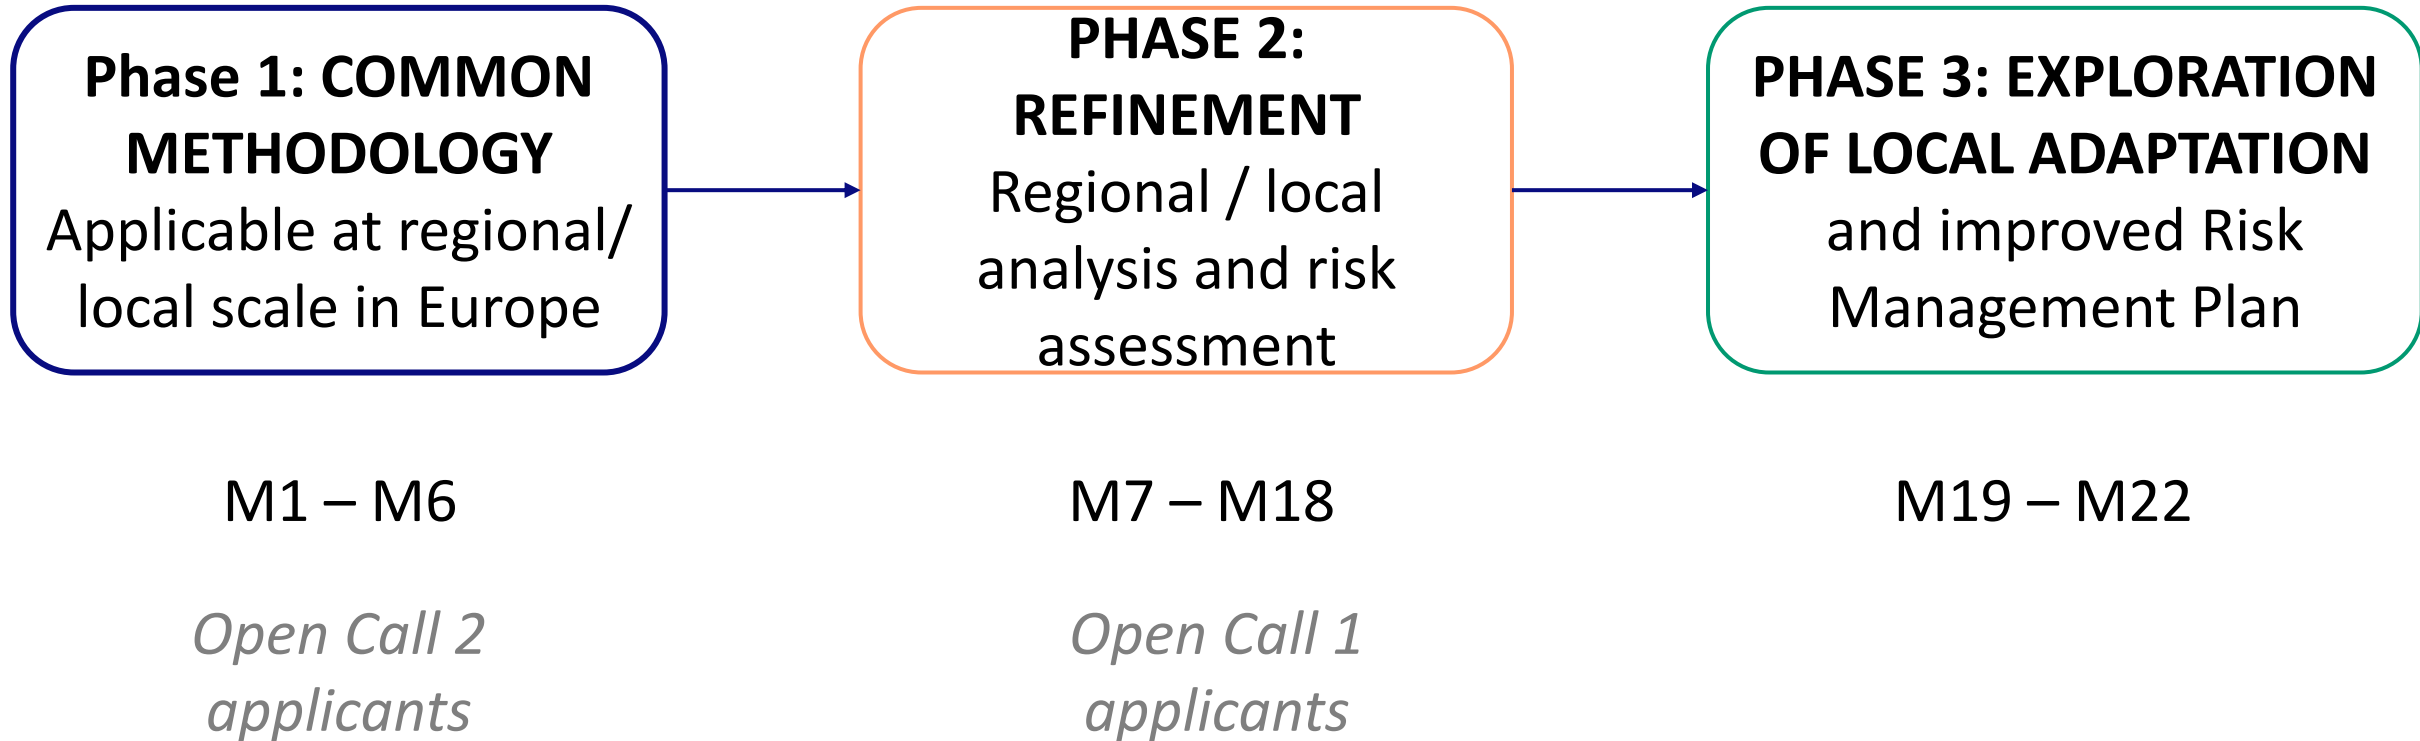 Phase 1: COMMON
METHODOLOGY
Applicable at regional/
local scale in Europe
PHASE 2:
REFINEMENT
Regional / local
analysis and risk
assessment
PHASE 3: EXPLORATION
OF LOCAL ADAPTATION
and improved Risk
Management Plan
M1 – M6
M7 – M18
M19 – M22
Open Call 2
applicants
Open Call 1
applicants